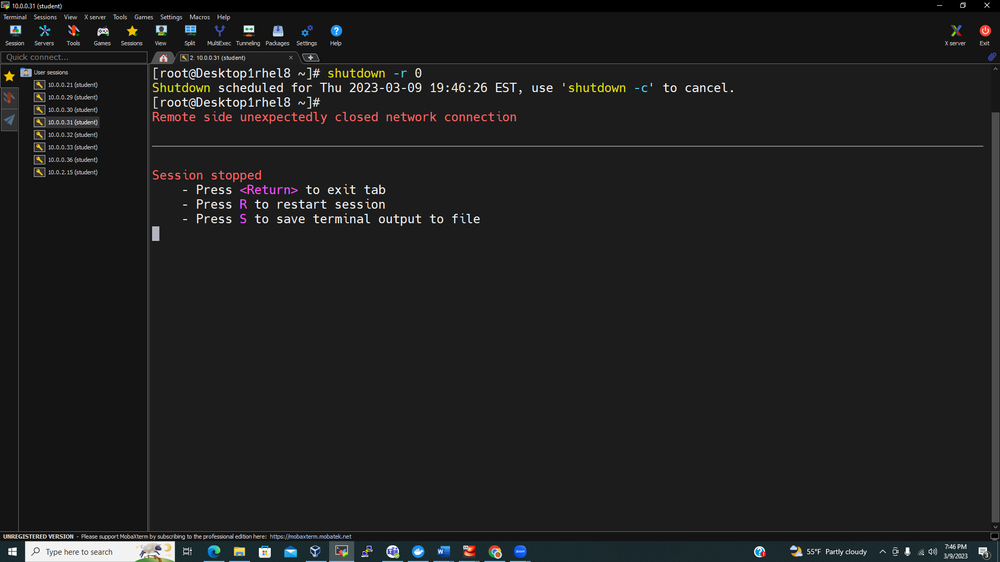 10.0.0.31 (student)
Terminal Sessions View X server Tools Games Settings Macros Help
Session Servers Tools Games Sessions View Split MultiExec Tunneling Packages Settings Help X server Exit
Quick connect...
2. 10.0.0.31 (student)
User sessions
10.0.0.21 (student)
10.0.0.29 (student)
10.0.0.30 (student)
10.0.0.31 (student)
10.0.0.32 (student)
10.0.0.33 (student)
10.0.0.36 (student)
10.0.2.15 (student)
[root@Desktop1rhel8 ~]# shutdown -r 0
Shutdown scheduled for Thu 2023-03-09 19:46:26 EST, use 'shutdown -c' to cancel.
[root@Desktop1rhel8 ~]#
Remote side unexpectedly closed network connection
Session stopped
- Press <Return> to exit tab
- Press R to restart session
- Press S to save terminal output to file
UNREGISTERED VERSION - Please support MobaXterm by subscribing to the professional edition here: https://mobaxterm.mobatek.net
Type here to search
zoom
55°F Partly cloudy
7:46 PM
3/9/2023
3